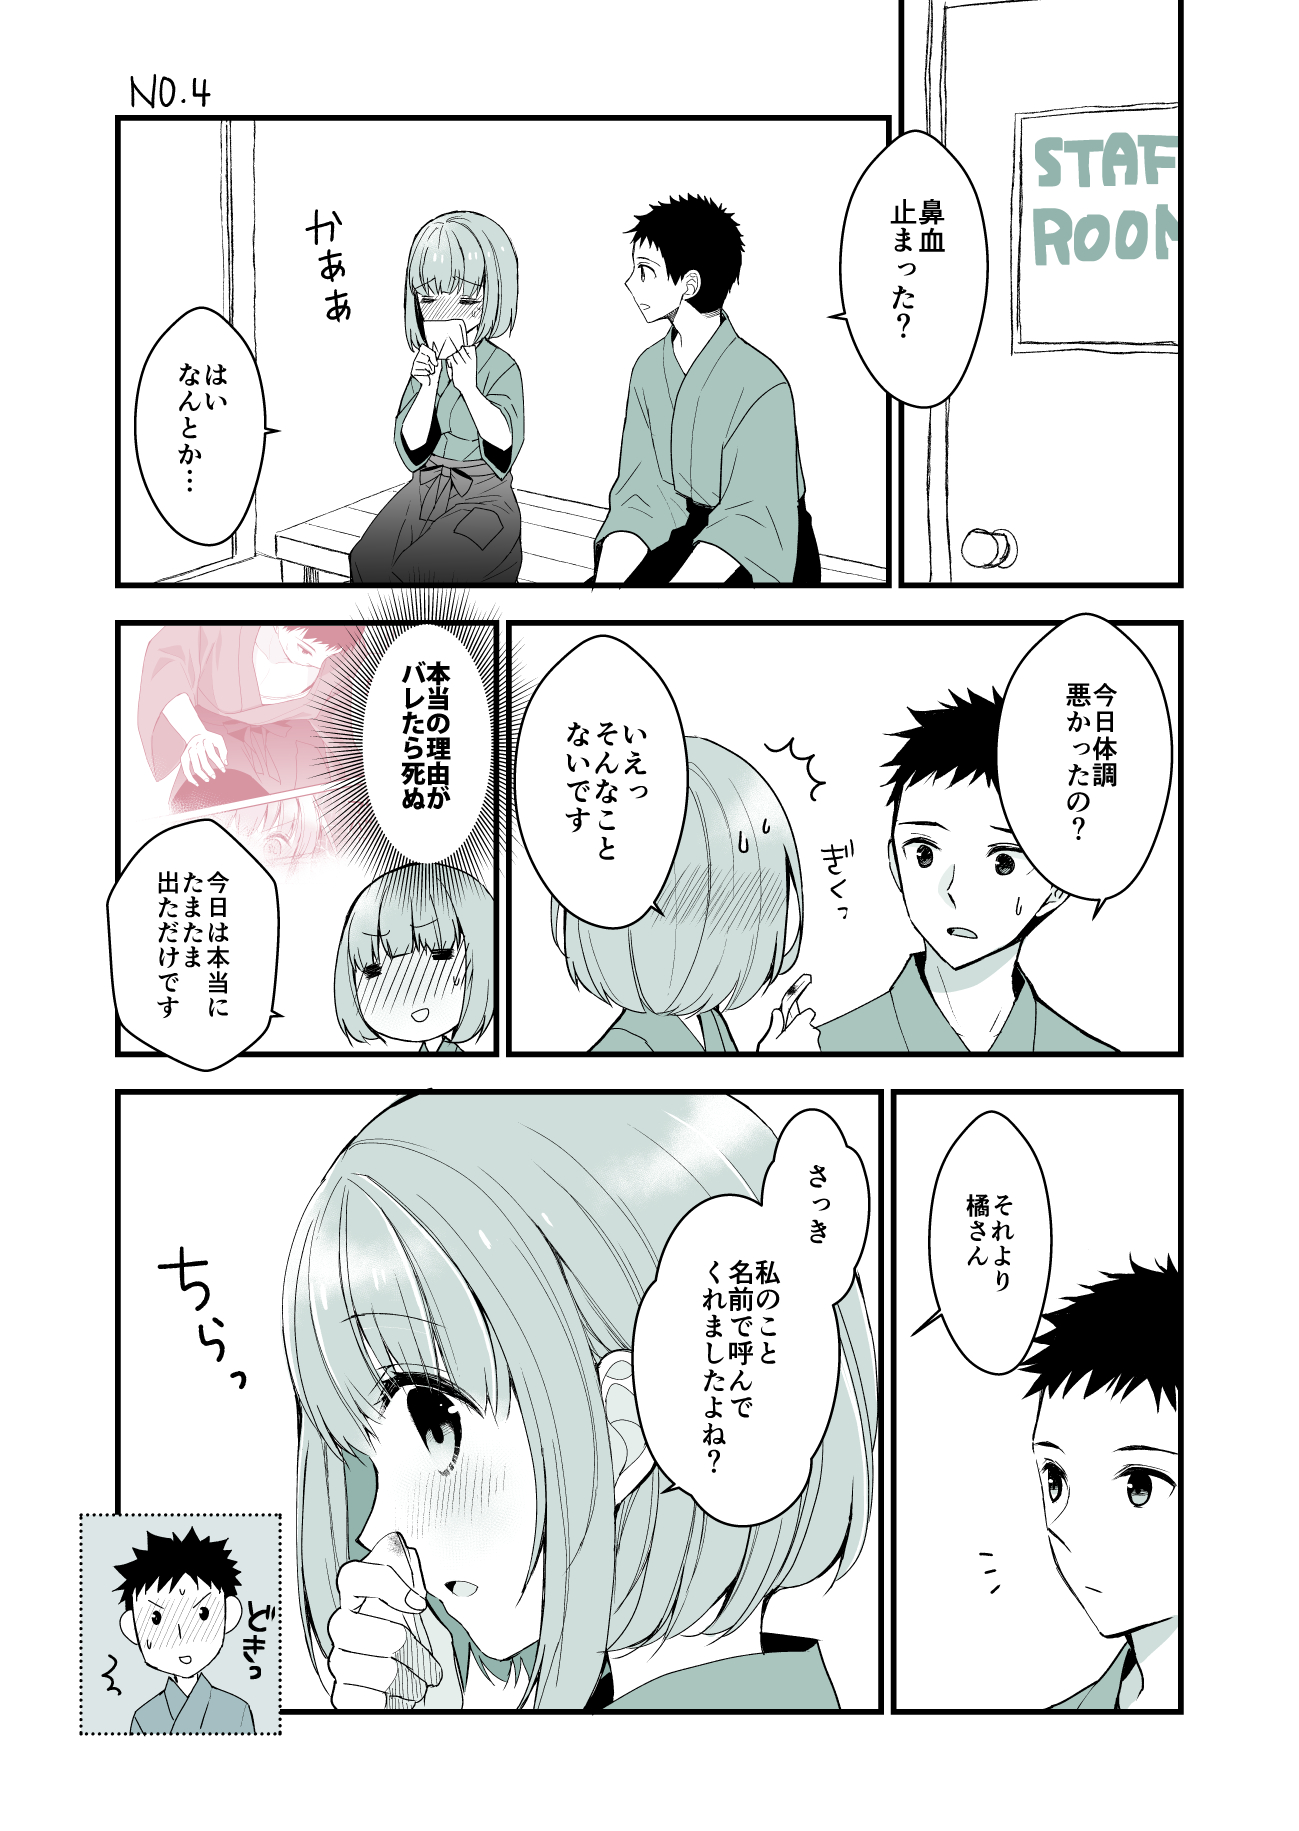 NO.4
STAF
ROOM
鼻血
止まった?
かぁぁ
はい
なんとか…
今日体調
悪かったの?
ぎくっ
いえっ
そんなこと
ないです
本当の理由が
バレたら死ぬ
今日は本当に
たまたま
出ただけです
それより
橘さん
さっき
私のこと
名前で呼んで
くれましたよね?
ちらっ
どきっ